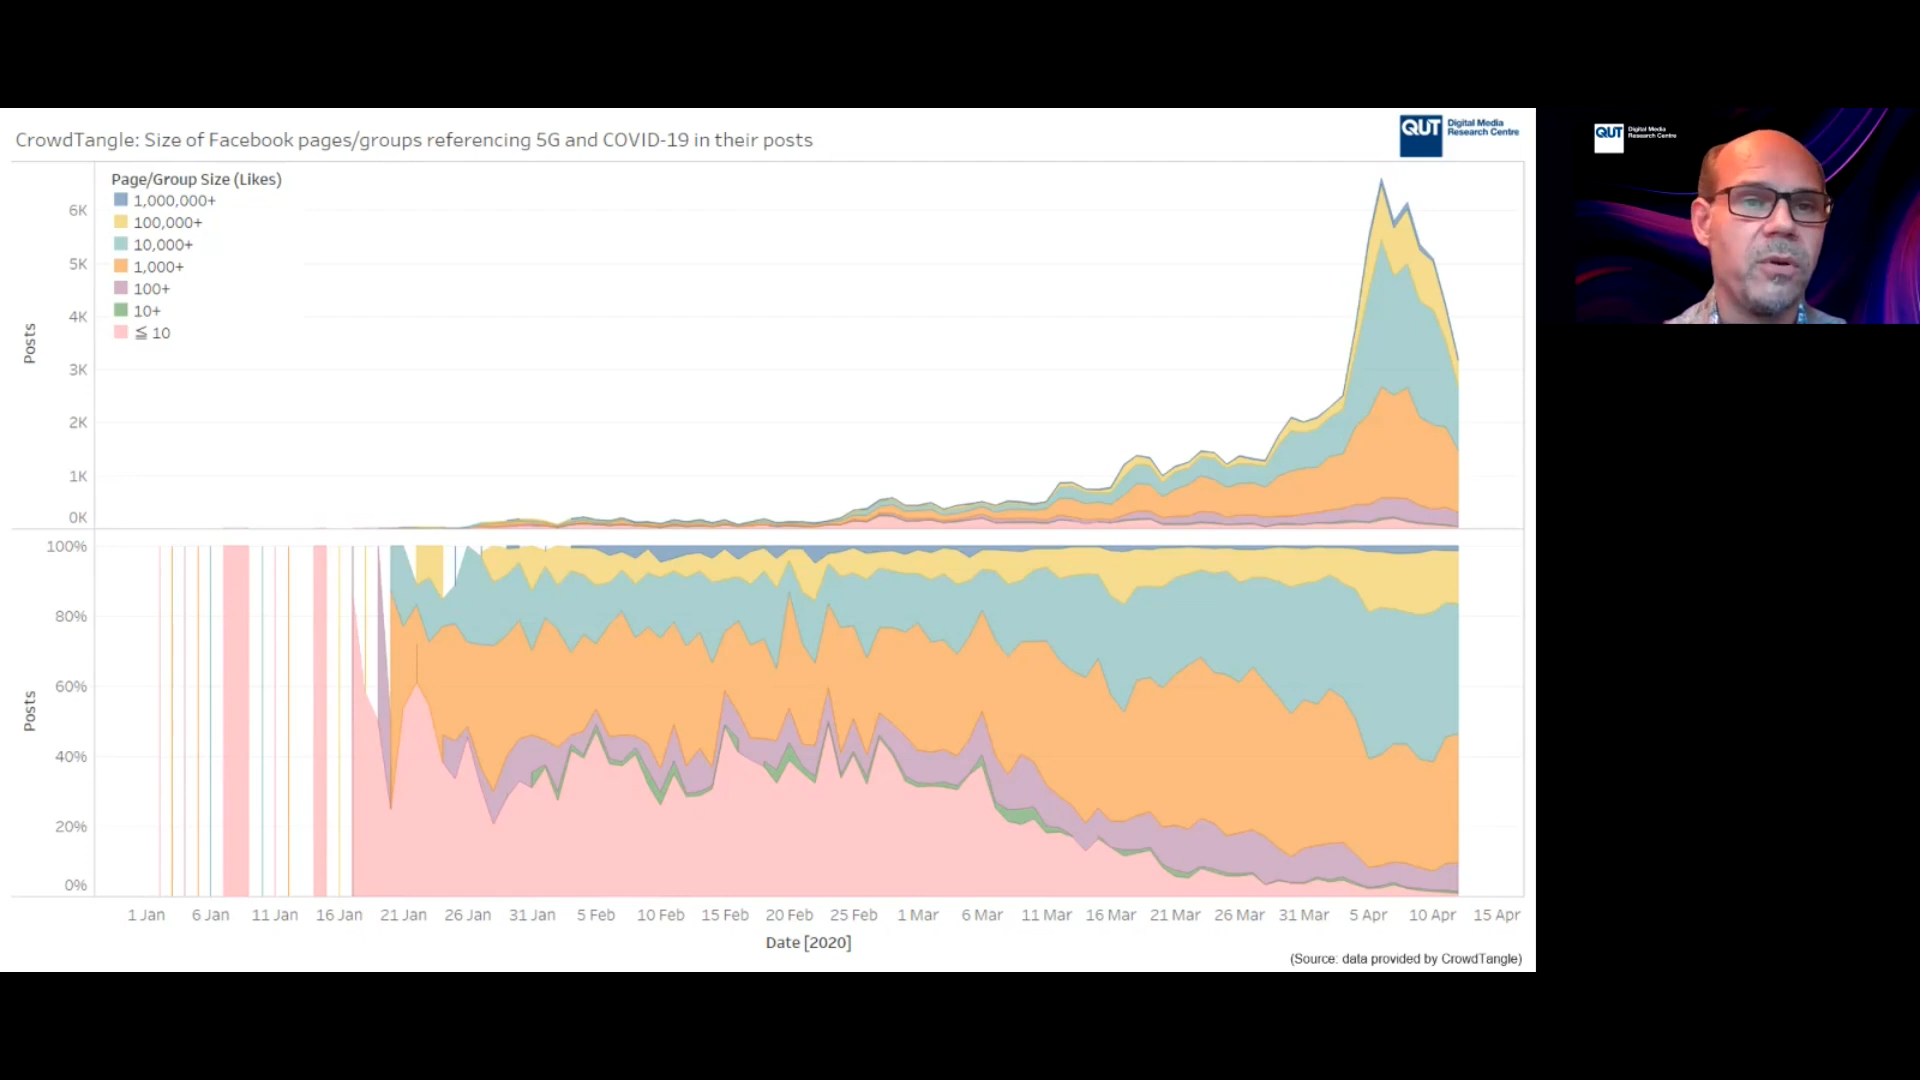 CrowdTangle: Size of Facebook pages/groups referencing 5G and COVID-19 in their posts
QUT Digital Media
Research Centre
Page/Group Size (Likes)
1,000,000+
100,000+
10,000+
1,000+
100+
10+
≦ 10
Posts
6K
5K
4K
3K
2K
1K
0K
Posts
100%
80%
60%
40%
20%
0%
1 Jan 6 Jan 11 Jan 16 Jan 21 Jan 26 Jan 31 Jan 5 Feb 10 Feb 15 Feb 20 Feb 25 Feb 1 Mar 6 Mar 11 Mar 16 Mar 21 Mar 26 Mar 31 Mar 5 Apr 10 Apr 15 Apr
Date [2020]
(Source: data provided by CrowdTangle)
QUT Digital Media
Research Centre